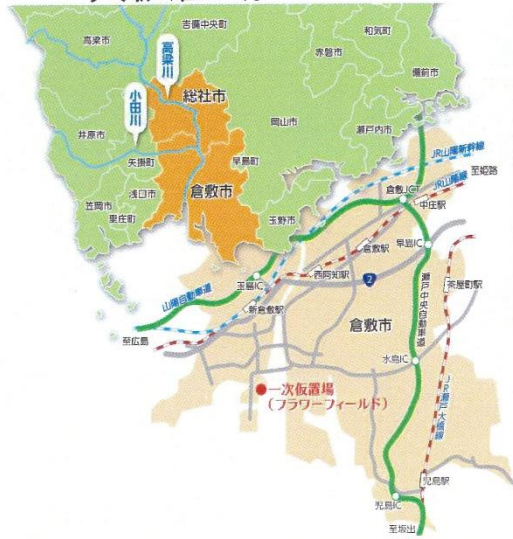 吉備中央町
和気町
高梁市
赤磐市
備前市
高梁川
総社市
小田川
岡山市
瀬戸内市
井原市
矢掛町
早島町
JR山陽新幹線
浅口市
倉敷市
JR山陽線
至姫路
笠岡市
里庄町
玉野市
倉敷JCT
中庄駅
倉敷駅
早島IC
西阿知駅
玉島IC
2
茶屋町駅
山陽自動車道
新倉敷駅
瀬戸中央自動車道
倉敷市
至広島
水島IC
一次仮置場
(フラワーフィールド)
JR瀬戸大橋線
児島駅
児島IC
至坂出